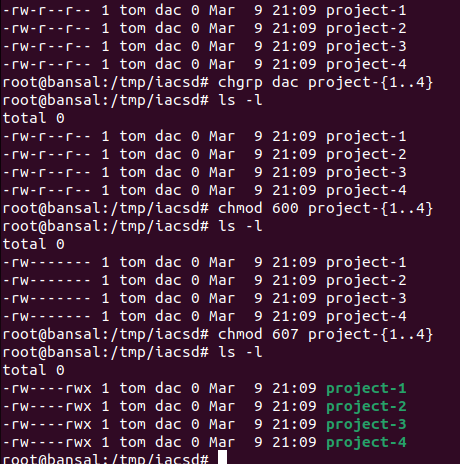 -rw-r--r-- 1 tom dac 0 Mar  9 21:09 project-1
-rw-r--r-- 1 tom dac 0 Mar  9 21:09 project-2
-rw-r--r-- 1 tom dac 0 Mar  9 21:09 project-3
-rw-r--r-- 1 tom dac 0 Mar  9 21:09 project-4
root@bansal:/tmp/iacsd# chgrp dac project-{1..4}
root@bansal:/tmp/iacsd# ls -l
total 0
-rw-r--r-- 1 tom dac 0 Mar  9 21:09 project-1
-rw-r--r-- 1 tom dac 0 Mar  9 21:09 project-2
-rw-r--r-- 1 tom dac 0 Mar  9 21:09 project-3
-rw-r--r-- 1 tom dac 0 Mar  9 21:09 project-4
root@bansal:/tmp/iacsd# chmod 600 project-{1..4}
root@bansal:/tmp/iacsd# ls -l
total 0
-rw------- 1 tom dac 0 Mar  9 21:09 project-1
-rw------- 1 tom dac 0 Mar  9 21:09 project-2
-rw------- 1 tom dac 0 Mar  9 21:09 project-3
-rw------- 1 tom dac 0 Mar  9 21:09 project-4
root@bansal:/tmp/iacsd# chmod 607 project-{1..4}
root@bansal:/tmp/iacsd# ls -l
total 0
-rw----rwx 1 tom dac 0 Mar  9 21:09 project-1
-rw----rwx 1 tom dac 0 Mar  9 21:09 project-2
-rw----rwx 1 tom dac 0 Mar  9 21:09 project-3
-rw----rwx 1 tom dac 0 Mar  9 21:09 project-4
root@bansal:/tmp/iacsd#